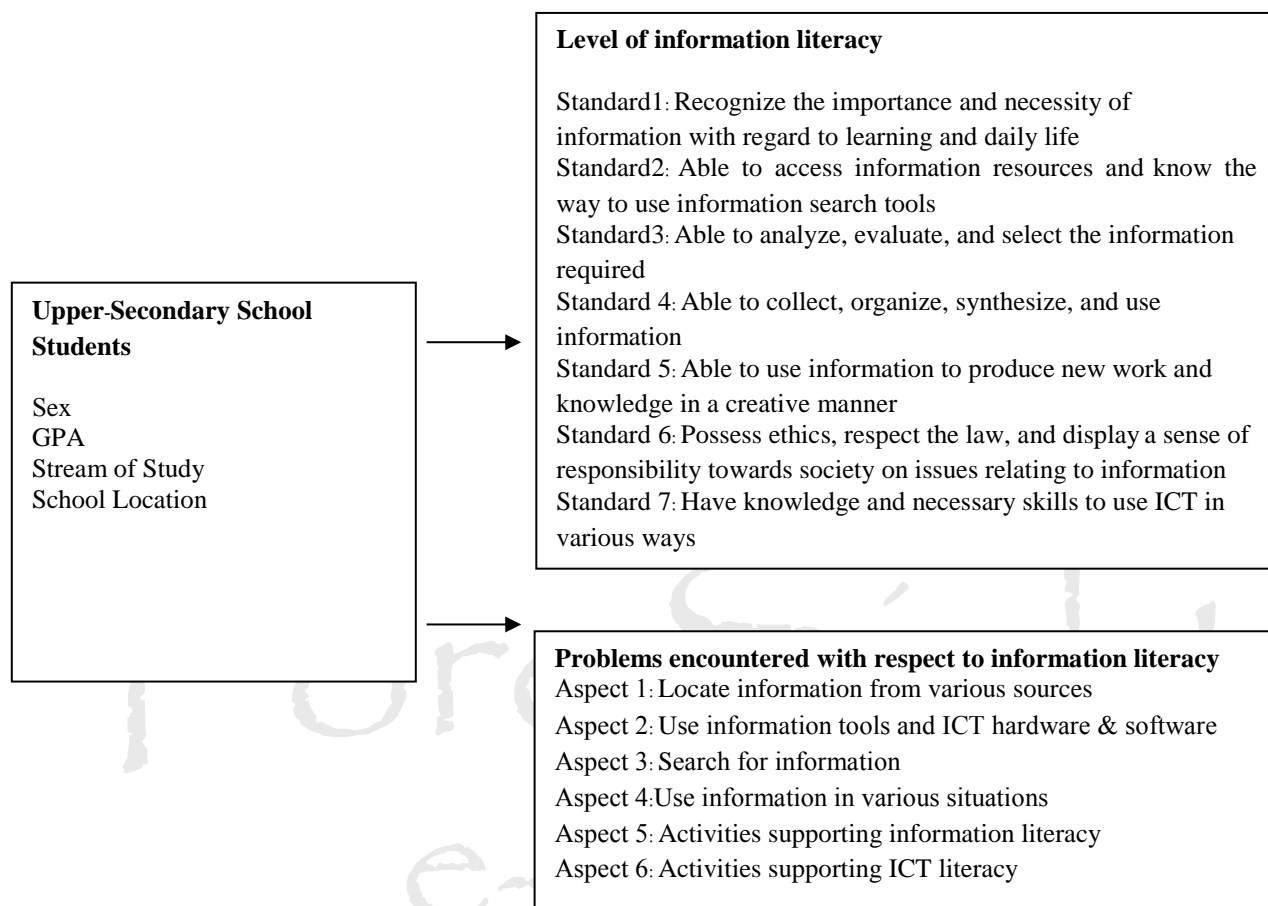 Level of information literacy
Standard1: Recognize the importance and necessity of
information with regard to learning and daily life
Standard2: Able to access information resources and know the
way to use information search tools
Standard3: Able to analyze, evaluate, and select the information
required
Standard 4: Able to collect, organize, synthesize, and use
information
Standard 5: Able to use information to produce new work and
knowledge in a creative manner
Standard 6: Possess ethics, respect the law, and display a sense of
responsibility towards society on issues relating to information
Standard 7: Have knowledge and necessary skills to use ICT in
various ways
Upper-Secondary School
Students
Sex
GPA
Stream of Study
School Location
Problems encountered with respect to information literacy
Aspect 1: Locate information from various sources
Aspect 2: Use information tools and ICT hardware & software
Aspect 3: Search for information
Aspect 4:Use information in various situations
Aspect 5: Activities supporting information literacy
Aspect 6: Activities supporting ICT literacy